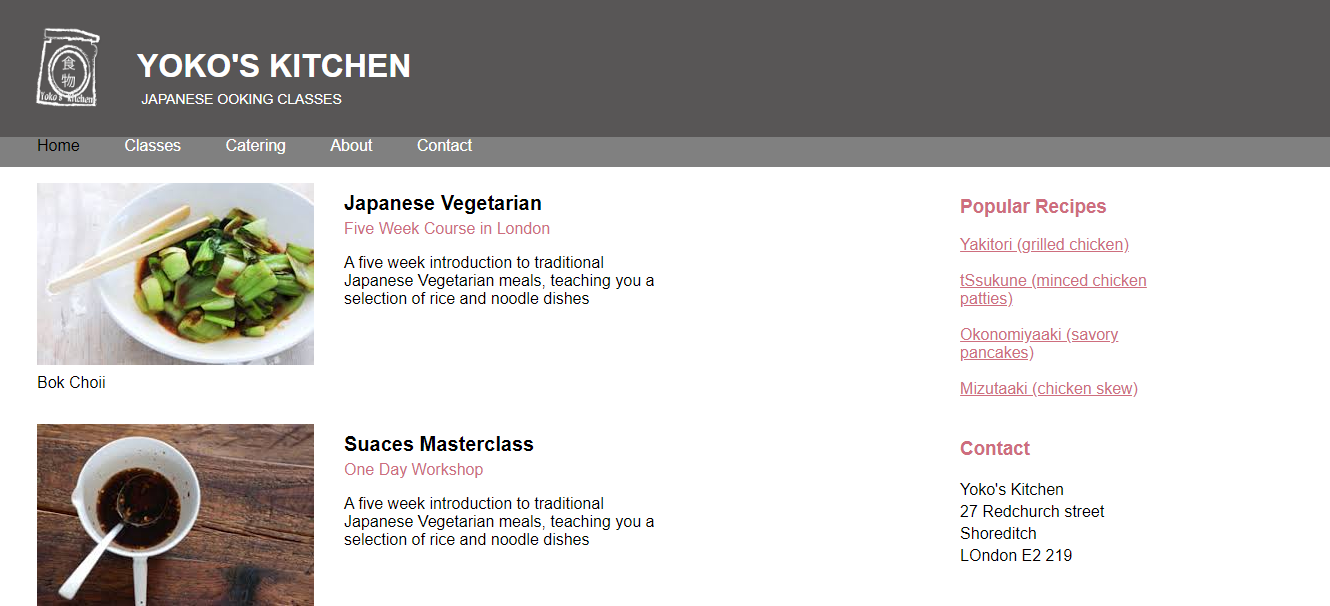 食
物
Yoko's kitchen
YOKO'S KITCHEN
JAPANESE OOKING CLASSES
Home Classes Catering About Contact
Japanese Vegetarian
Five Week Course in London
A five week introduction to traditional
Japanese Vegetarian meals, teaching you a
selection of rice and noodle dishes
Bok Choii
Suaces Masterclass
One Day Workshop
A five week introduction to traditional
Japanese Vegetarian meals, teaching you a
selection of rice and noodle dishes
Popular Recipes
Yakitori (grilled chicken)
tSsukune (minced chicken
patties)
Okonomiyaaki (savory
pancakes)
Mizutaaki (chicken skew)
Contact
Yoko's Kitchen
27 Redchurch street
Shoreditch
LOndon E2 219